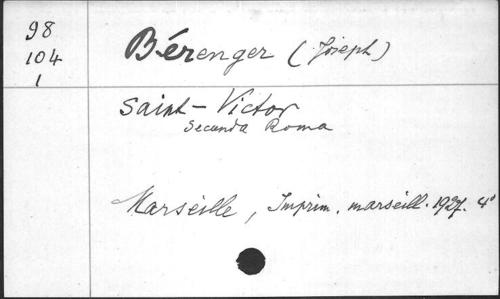 98
104
1
Bérenger (Joseph)
Saint-Victor
Secunda Roma
Marseille, Imprim. marseill. 1927. 4°